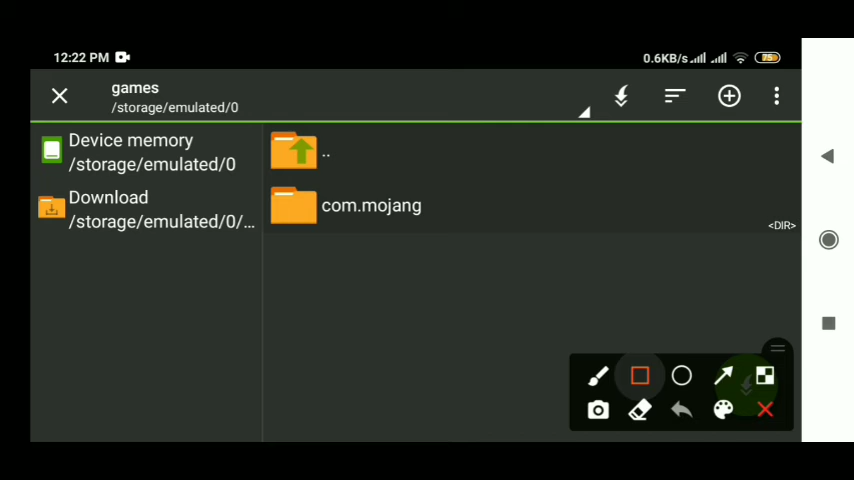 12:22 PM
0.6KB/s
75
games
/storage/emulated/0
Device memory
/storage/emulated/0
Download
/storage/emulated/0/...
..
com.mojang
<DIR>